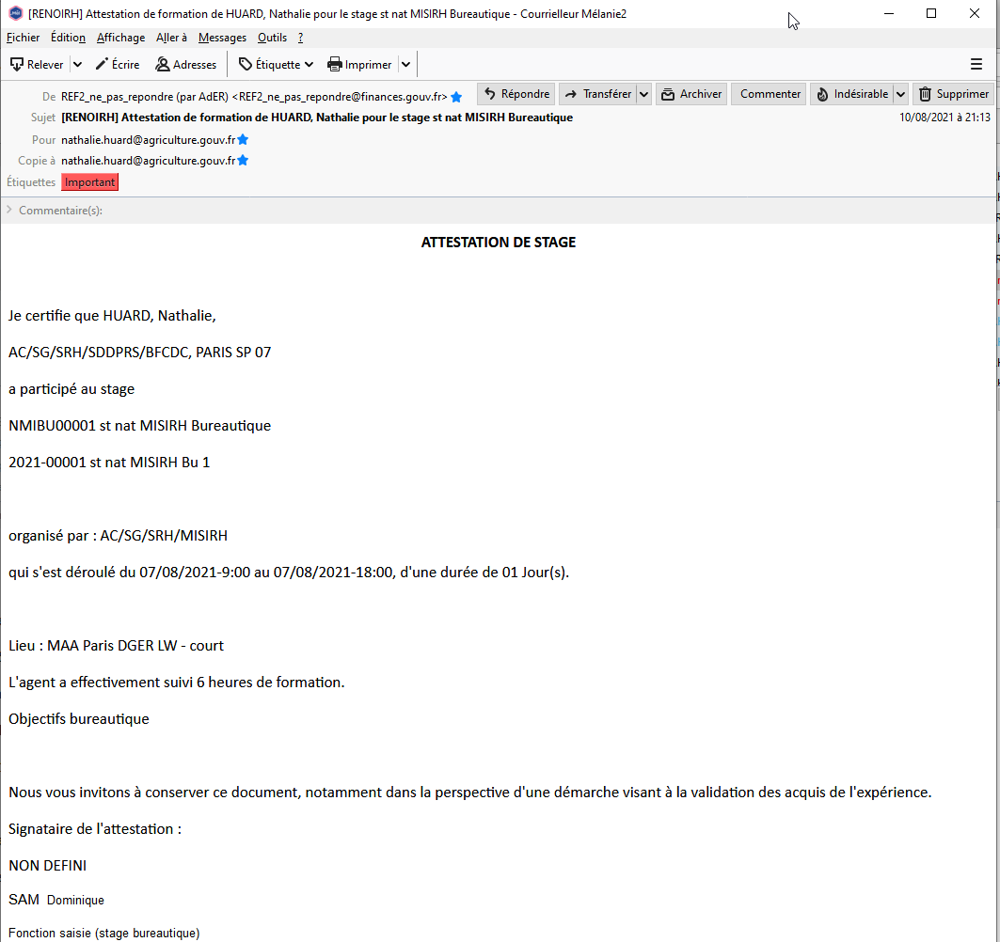 [RENOIRH] Attestation de formation de HUARD, Nathalie pour le stage st nat MISIRH Bureautique - Courrielleur Mélanie2
Fichier Édition Affichage Aller à Messages Outils ?
Relever Écrire Adresses Étiquette Imprimer
De REF2_ne_pas_repondre (par AdER) <REF2_ne_pas_repondre@finances.gouv.fr> Répondre Transférer Archiver Commenter Indésirable Supprimer
Sujet [RENOIRH] Attestation de formation de HUARD, Nathalie pour le stage st nat MISIRH Bureautique 10/08/2021 à 21:13
Pour nathalie.huard@agriculture.gouv.fr
Copie à nathalie.huard@agriculture.gouv.fr
Étiquettes Important
Commentaire(s):
ATTESTATION DE STAGE
Je certifie que HUARD, Nathalie,
AC/SG/SRH/SDDPRS/BFCDC, PARIS SP 07
a participé au stage
NMIBU00001 st nat MISIRH Bureautique
2021-00001 st nat MISIRH Bu 1
organisé par : AC/SG/SRH/MISIRH
qui s'est déroulé du 07/08/2021-9:00 au 07/08/2021-18:00, d'une durée de 01 Jour(s).
Lieu : MAA Paris DGER LW - court
L'agent a effectivement suivi 6 heures de formation.
Objectifs bureautique
Nous vous invitons à conserver ce document, notamment dans la perspective d'une démarche visant à la validation des acquis de l'expérience.
Signataire de l'attestation :
NON DEFINI
SAM Dominique
Fonction saisie (stage bureautique)